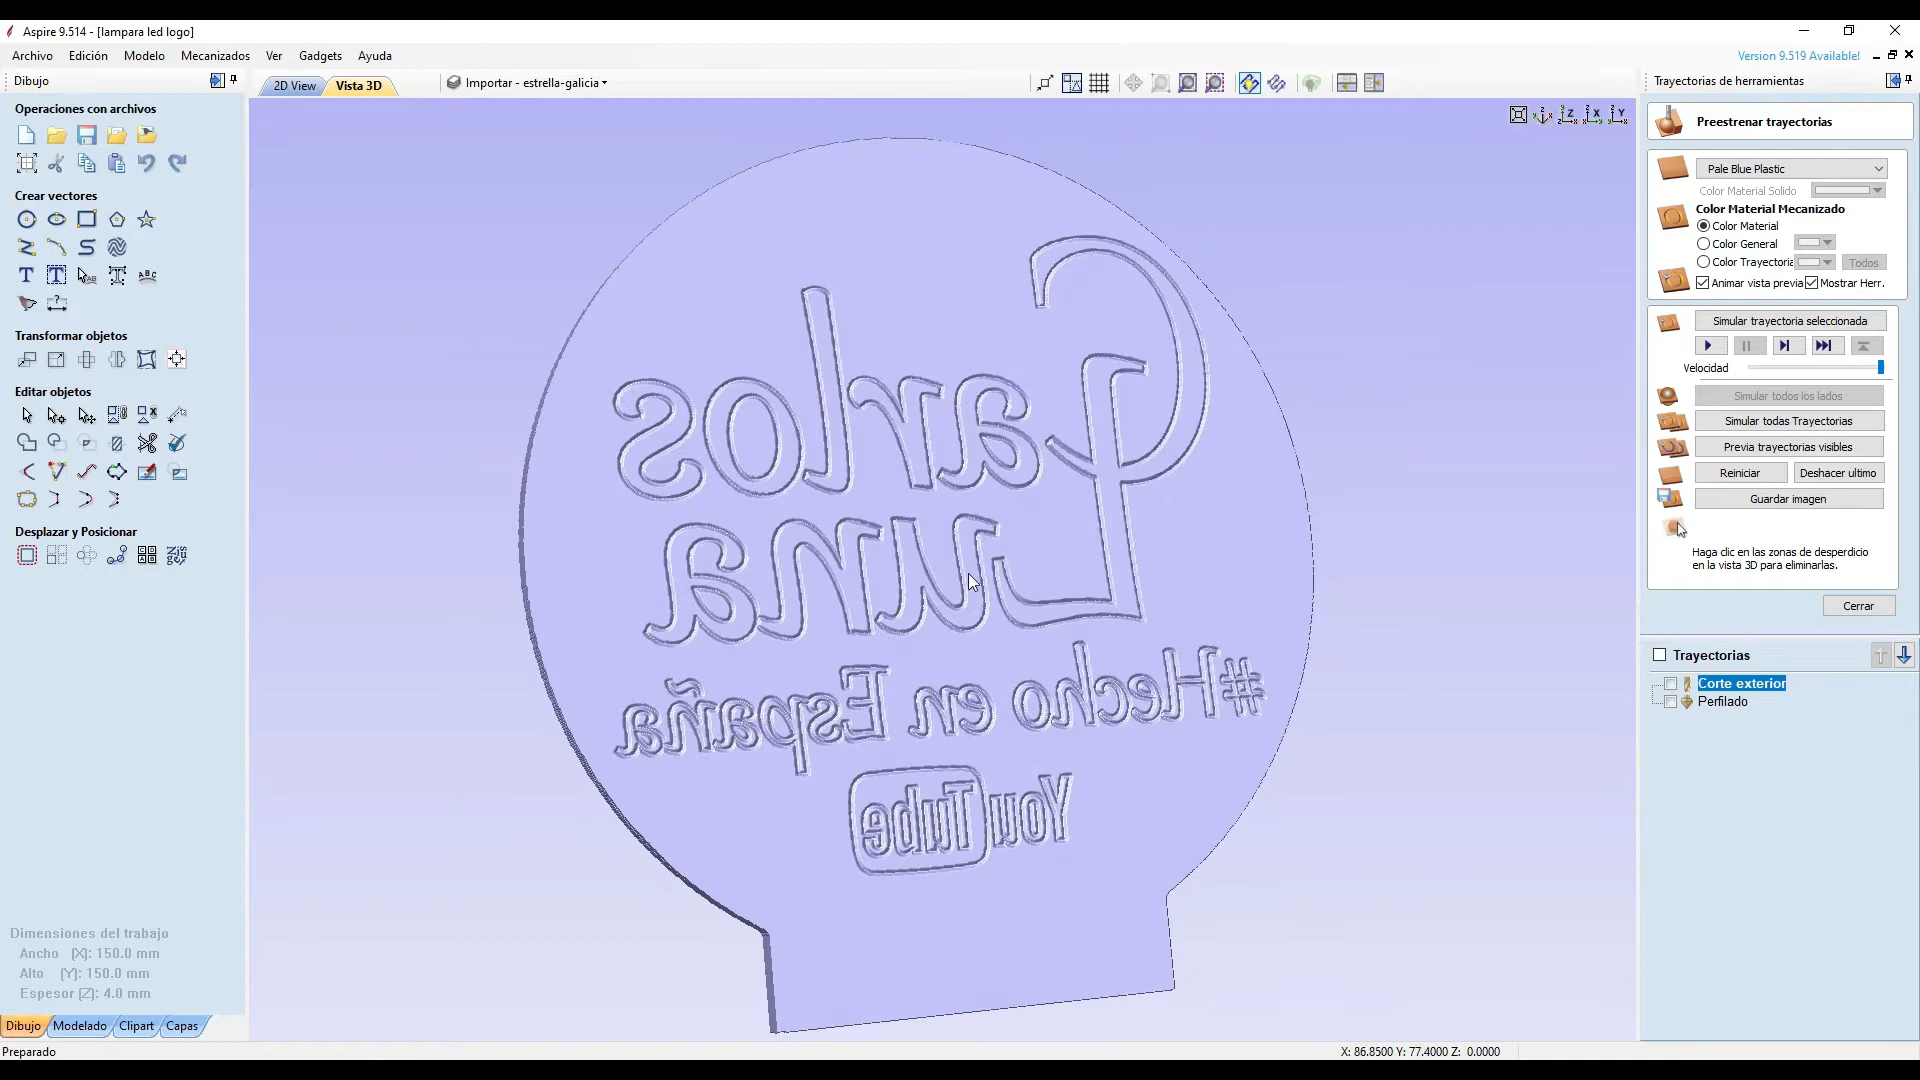 Aspire 9.514 - [lampara led logo]
Archivo Edición Modelo Mecanizados Ver Gadgets Ayuda
Version 9.519 Available!
Dibujo
2D View Vista 3D
Importar - estrella-galicia
Trayectorias de herramientas
Operaciones con archivos
Crear vectores
Transformar objetos
Editar objetos
Desplazar y Posicionar
Dimensiones del trabajo
Ancho (X): 150.0 mm
Alto (Y): 150.0 mm
Espesor (Z): 4.0 mm
Dibujo Modelado Clipart Capas
Preparado
Carlos
Luna
#Hecho en España
YouTube
X: 86.8500 Y: 77.4000 Z: 0.0000
Preestrenar trayectorias
Pale Blue Plastic
Color Material Solido
Color Material Mecanizado
Color Material
Color General
Color Trayectoria Todos
Animar vista previa Mostrar Herr.
Simular trayectoria seleccionada
Velocidad
Simular todos los lados
Simular todas Trayectorias
Previa trayectorias visibles
Reiniciar Deshacer ultimo
Guardar imagen
Haga clic en las zonas de desperdicio
en la vista 3D para eliminarlas.
Cerrar
Trayectorias
Corte exterior
Perfilado